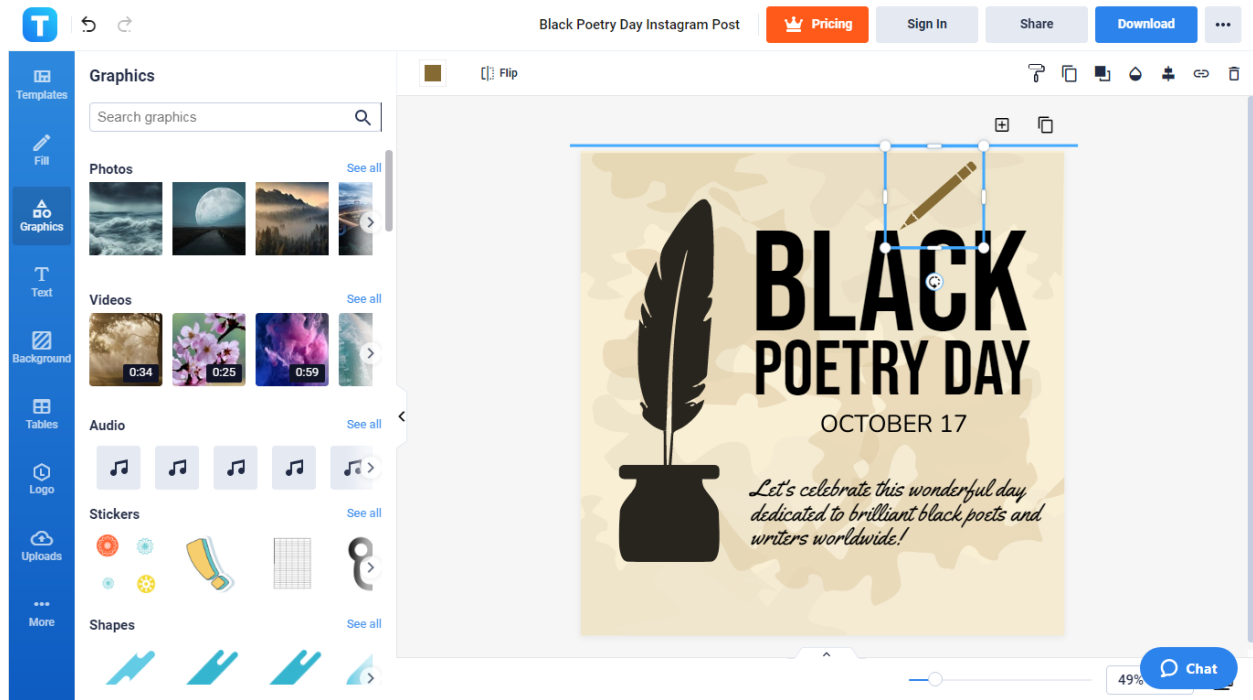 T
Black Poetry Day Instagram Post
Pricing
Sign In
Share
Download
Templates
Fill
Graphics
Text
Background
Tables
Logo
Uploads
More
Graphics
Search graphics
Photos
See all
Videos
See all
0:34
0:25
0:59
Audio
See all
Stickers
See all
Shapes
See all
Flip
BLACK
POETRY DAY
OCTOBER 17
Let's celebrate this wonderful day
dedicated to brilliant black poets and
writers worldwide!
49%
Chat